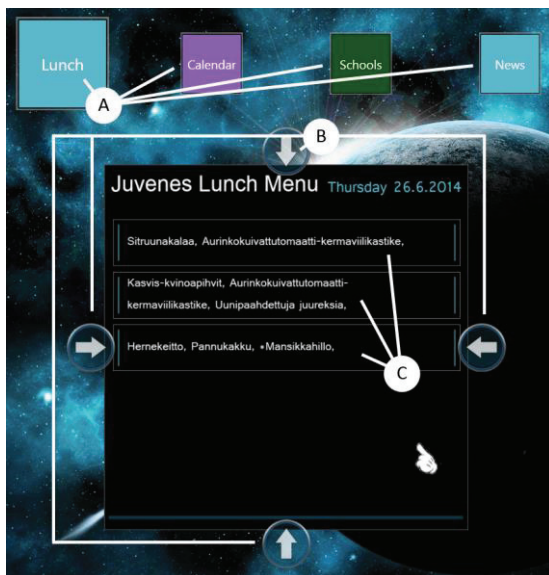 Lunch
Calendar
Schools
News
A
B
Juvenes Lunch Menu Thursday 26.6.2014
Sitruunakalaa, Aurinkokuivattutomaatti-kermaviilikastike,
Kasvis-kvinoapihvit, Aurinkokuivattutomaatti-
kermaviilikastike, Uunipaahdettuja juureksia,
Hernekeitto, Pannukakku, *Mansikkahillo,
C